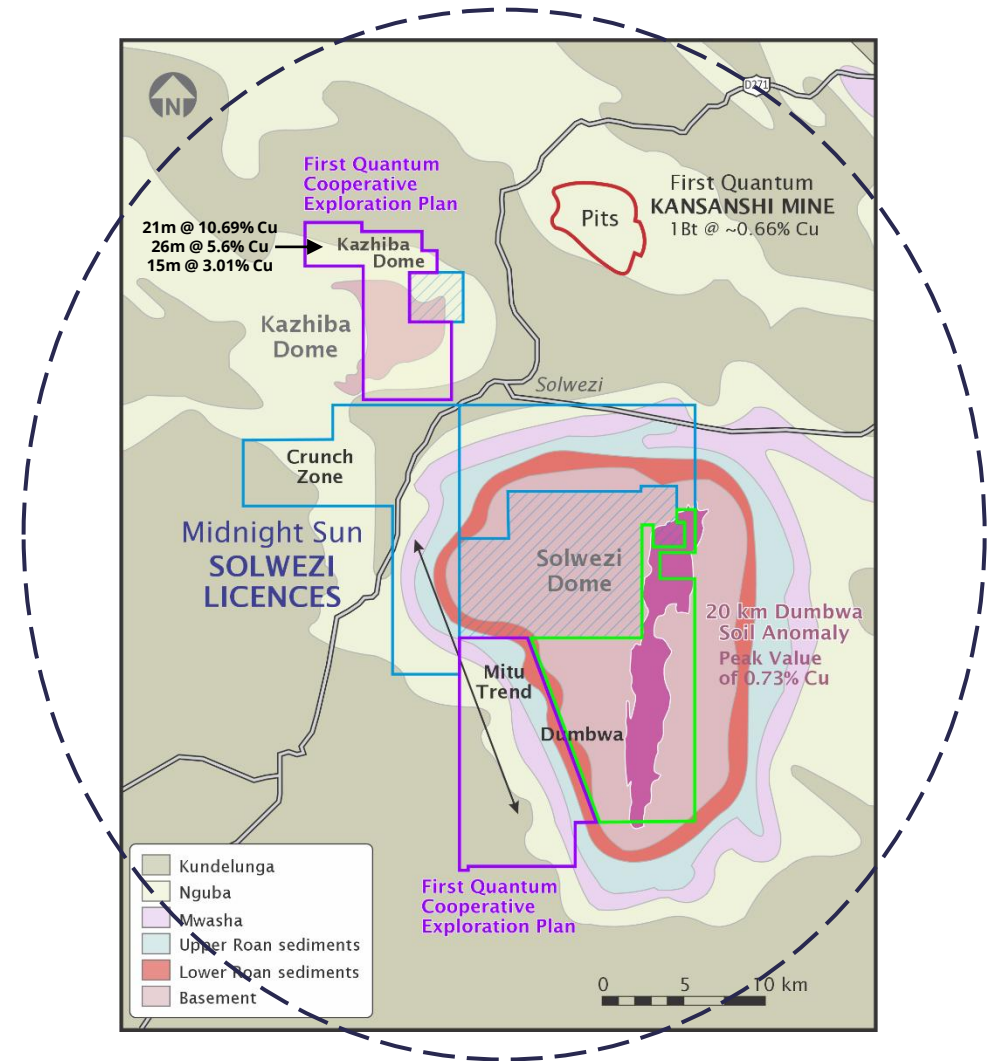 N
D271
First Quantum
Cooperative
Exploration Plan
First Quantum
KANSANSHI MINE
1Bt @ ~0.66% Cu
Pits
21m @ 10.69% Cu
26m @ 5.6% Cu
15m @ 3.01% Cu
Kazhiba
Dome
Kazhiba
Dome
Solwezi
Crunch
Zone
Midnight Sun
SOLWEZI
LICENCES
Solwezi
Dome
20 km Dumbwa
Soil Anomaly
Peak Value
of 0.73% Cu
Mitu
Trend
Dumbwa
First Quantum
Cooperative
Exploration Plan
Kundelunga
Nguba
Mwasha
Upper Roan sediments
Lower Roan sediments
Basement
0 5 10 km